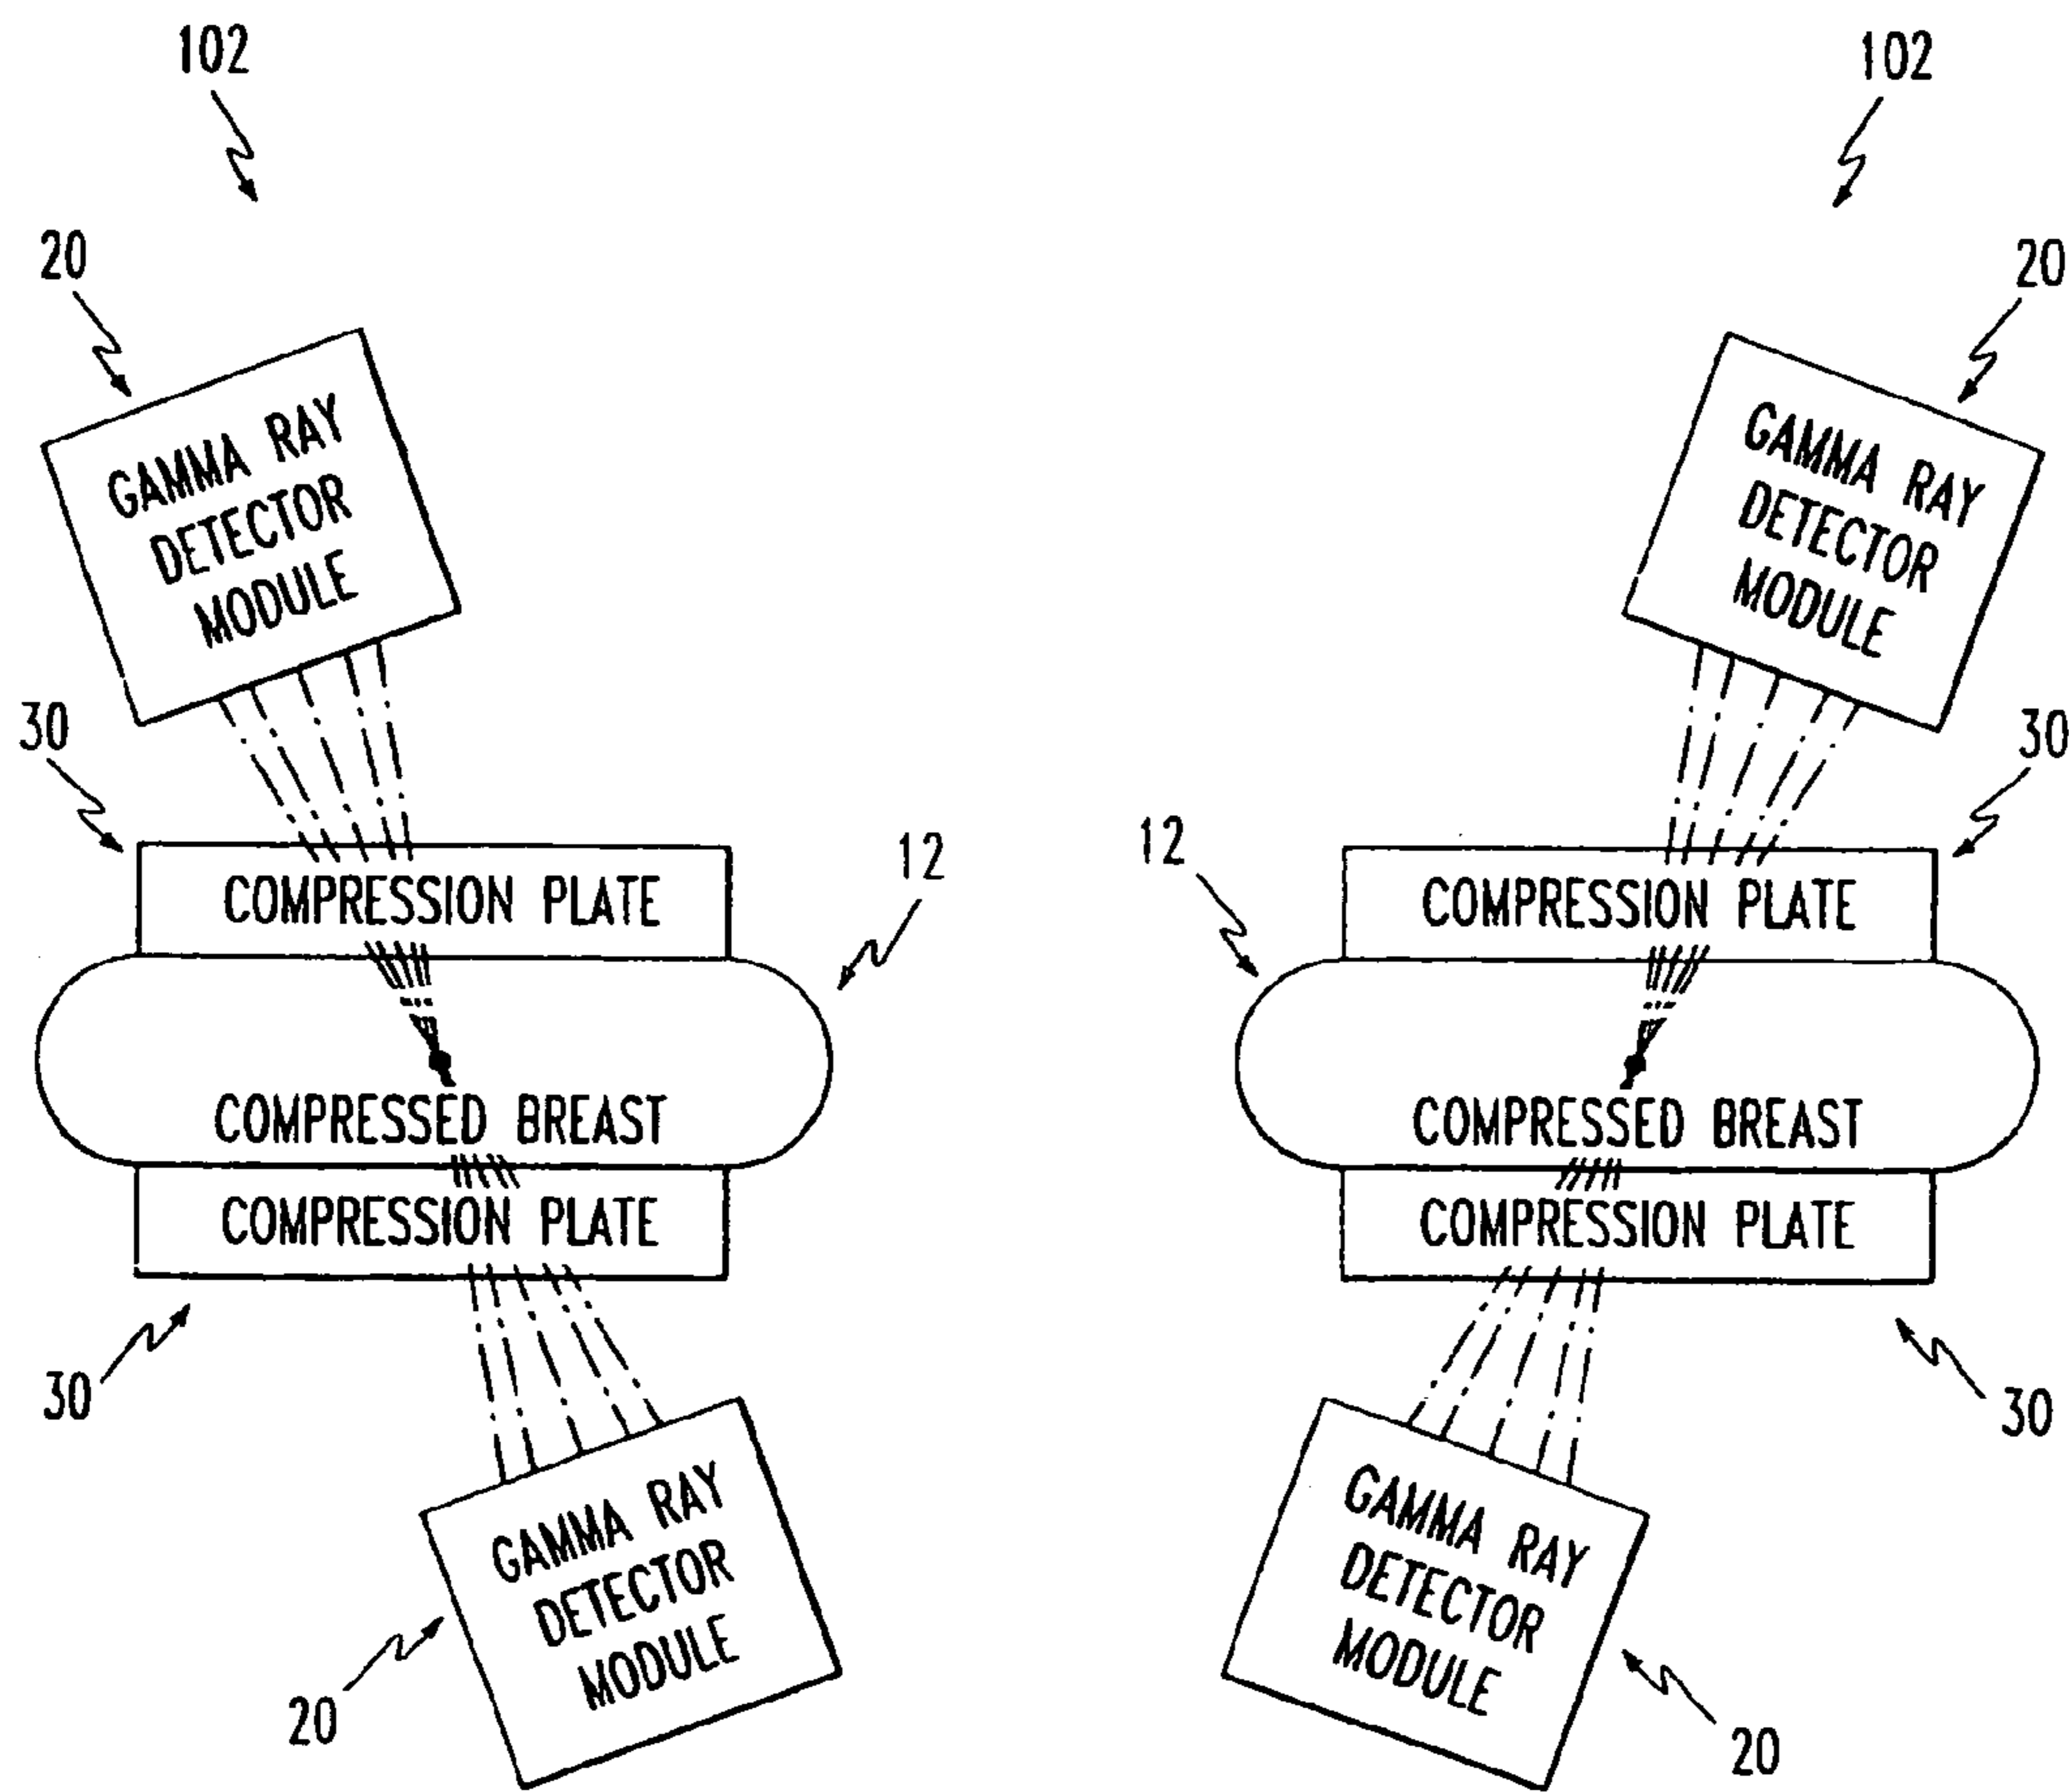 102
20
GAMMA RAY
DETECTOR
MODULE
30
12
COMPRESSION PLATE
COMPRESSED BREAST
COMPRESSION PLATE
30
GAMMA RAY
DETECTOR
MODULE
20
102
20
GAMMA RAY
DETECTOR
MODULE
30
12
COMPRESSION PLATE
COMPRESSED BREAST
COMPRESSION PLATE
30
GAMMA RAY
DETECTOR
MODULE
20